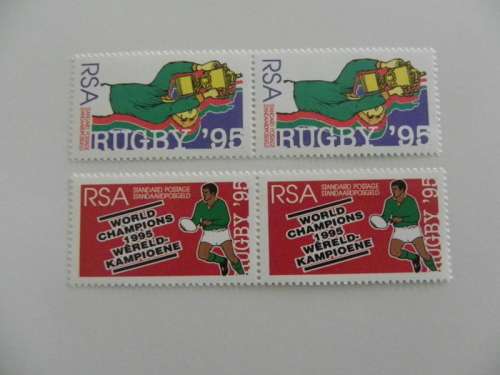 RSA
STANDARD POSTAGE
STANDAARDPOSGELD
RUGBY '95
RSA
STANDARD POSTAGE
STANDAARDPOSGELD
RUGBY '95
RSA
STANDARD POSTAGE
STANDAARDPOSGELD
WORLD
CHAMPIONS
1995
WÊRELD-
KAMPIOENE
RUGBY '95
RSA
STANDARD POSTAGE
STANDAARDPOSGELD
WORLD
CHAMPIONS
1995
WÊRELD-
KAMPIOENE
RUGBY '95